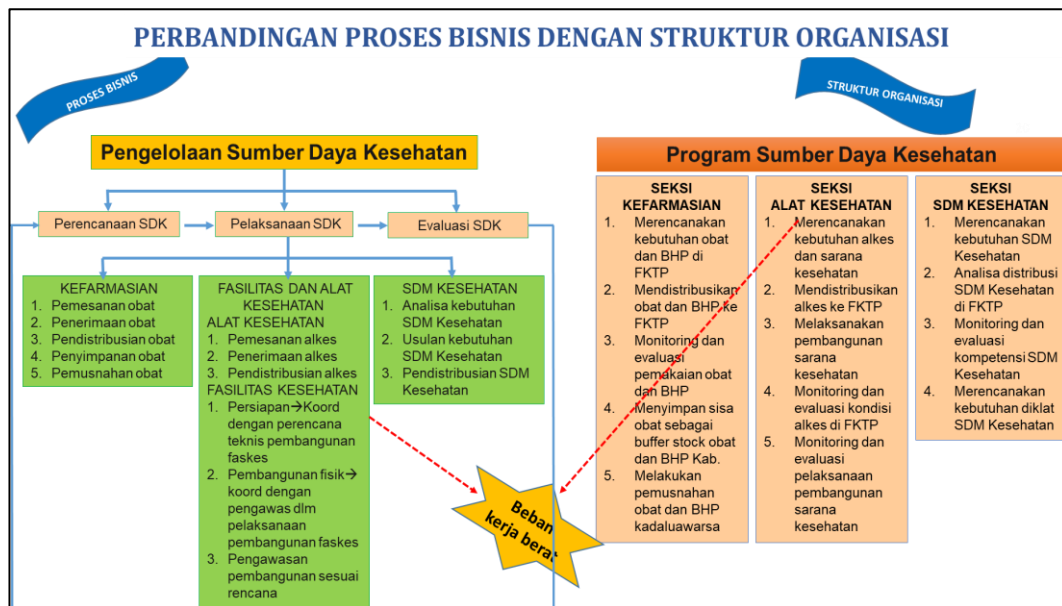 PERBANDINGAN PROSES BISNIS DENGAN STRUKTUR ORGANISASI
PROSES BISNIS
STRUKTUR ORGANISASI
Pengelolaan Sumber Daya Kesehatan
Perencanaan SDK
Pelaksanaan SDK
Evaluasi SDK
KEFARMASIAN
1. Pemesanan obat
2. Penerimaan obat
3. Pendistribusian obat
4. Penyimpanan obat
5. Pemusnahan obat
FASILITAS DAN ALAT
KESEHATAN
ALAT KESEHATAN
1. Pemesanan alkes
2. Penerimaan alkes
3. Pendistribusian alkes
FASILITAS KESEHATAN
1. Persiapan→Koord
dengan perencana
teknis pembangunan
faskes
2. Pembangunan fisik→
koord dengan
pengawas dlm
pelaksanaan
pembangunan faskes
3. Pengawasan
pembangunan sesuai
rencana
SDM KESEHATAN
1. Analisa kebutuhan
SDM Kesehatan
2. Usulan kebutuhan
SDM Kesehatan
3. Pendistribusian SDM
Kesehatan
Beban
kerja berat
Program Sumber Daya Kesehatan
SEKSI
KEFARMASIAN
1. Merencanakan
kebutuhan obat
dan BHP di
FKTP
2. Mendistribusikan
obat dan BHP ke
FKTP
3. Monitoring dan
evaluasi
pemakaian obat
dan BHP
4. Menyimpan sisa
obat sebagai
buffer stock obat
dan BHP Kab.
5. Melakukan
pemusnahan
obat dan BHP
kadaluawarsa
SEKSI
ALAT KESEHATAN
1. Merencanakan
kebutuhan alkes
dan sarana
kesehatan
2. Mendistribusikan
alkes ke FKTP
3. Melaksanakan
pembangunan
sarana
kesehatan
4. Monitoring dan
evaluasi kondisi
alkes di FKTP
5. Monitoring dan
evaluasi
pelaksanaan
pembangunan
sarana
kesehatan
SEKSI
SDM KESEHATAN
1. Merencanakan
kebutuhan SDM
Kesehatan
2. Analisa distribusi
SDM Kesehatan
di FKTP
3. Monitoring dan
evaluasi
kompetensi SDM
Kesehatan
4. Merencanakan
kebutuhan diklat
SDM Kesehatan